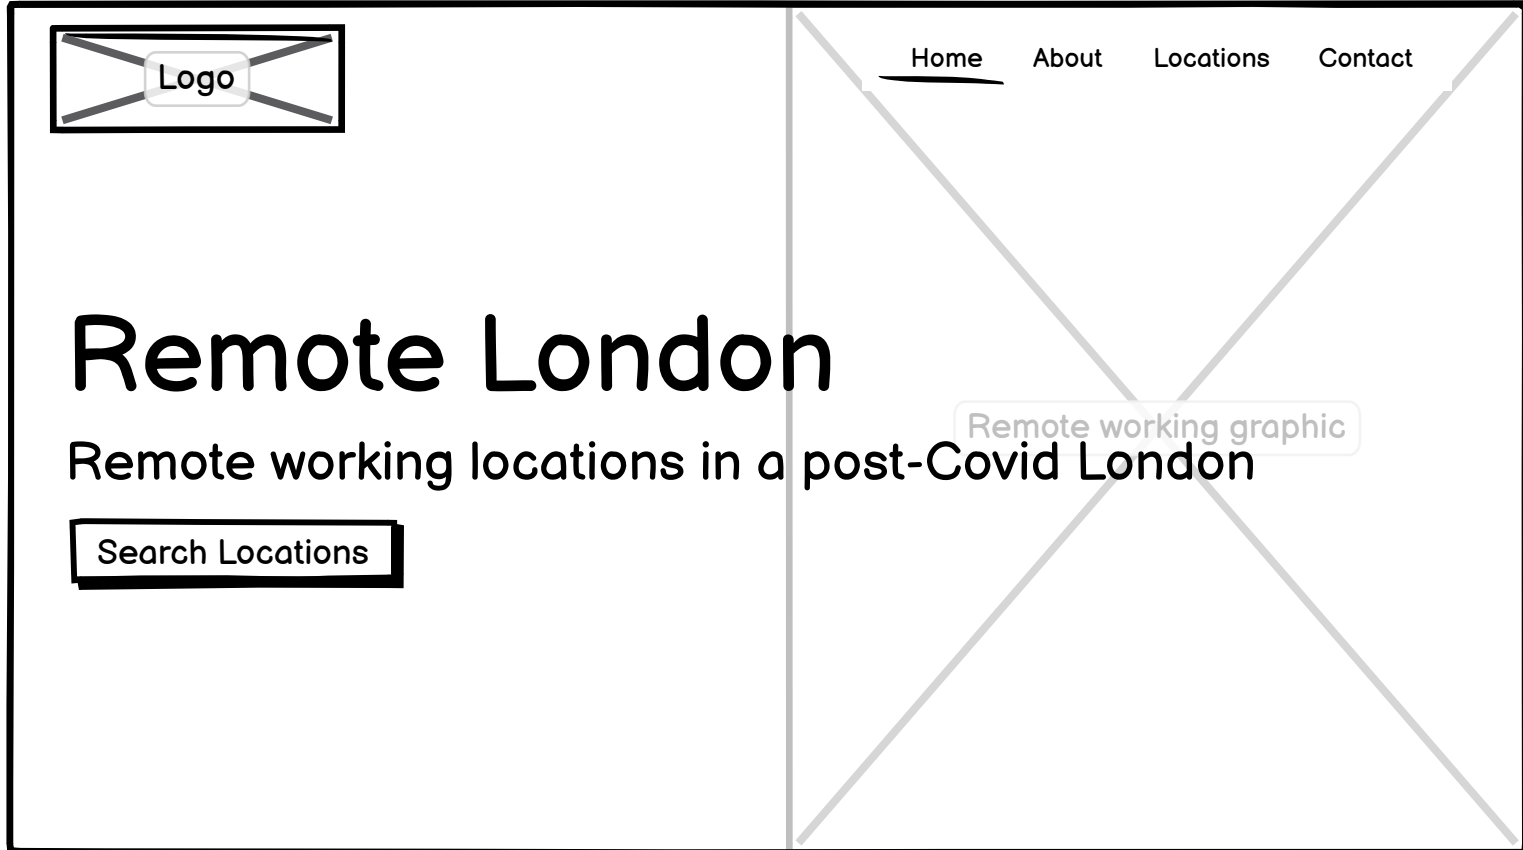 Logo
Home About Locations Contact
Remote London
Remote working graphic
Remote working locations in a post-Covid London
Search Locations